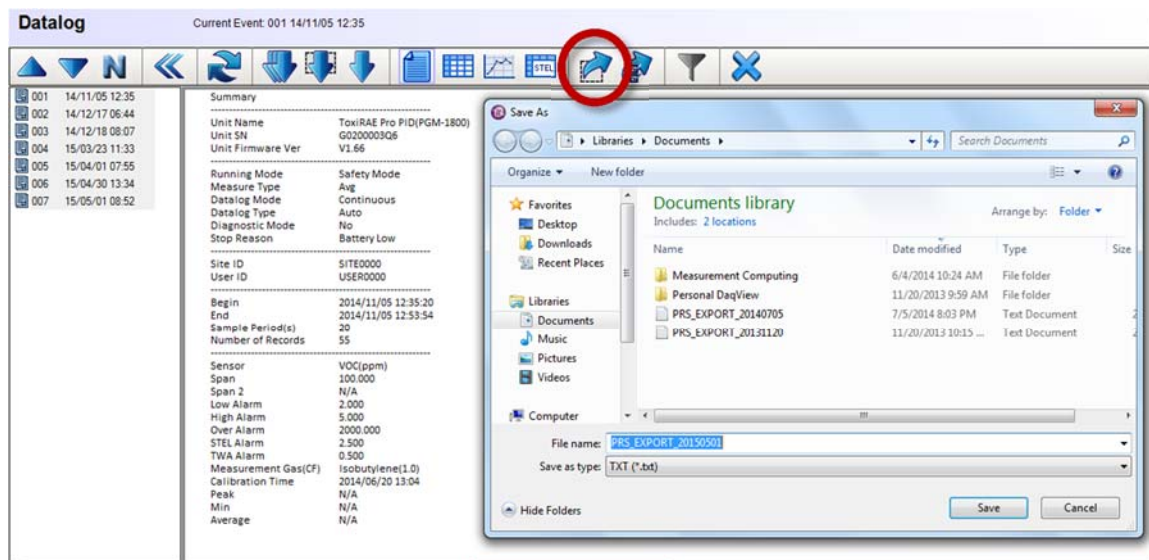 Datalog
Current Event: 001 14/11/05 12:35
N
STEL
001 14/11/05 12:35
002 14/12/17 06:44
003 14/12/18 08:07
004 15/03/23 11:33
005 15/04/01 07:55
006 15/04/30 13:34
007 15/05/01 08:52
Summary
Unit Name ToxiRAE Pro PID(PGM-1800)
Unit SN G0200003Q6
Unit Firmware Ver V1.66
Running Mode Safety Mode
Measure Type Avg
Datalog Mode Continuous
Datalog Type Auto
Diagnostic Mode No
Stop Reason Battery Low
Site ID SITE0000
User ID USER0000
Begin 2014/11/05 12:35:20
End 2014/11/05 12:53:54
Sample Period(s) 20
Number of Records 55
Sensor VOC(ppm)
Span 100.000
Span 2 N/A
Low Alarm 2.000
High Alarm 5.000
Over Alarm 2000.000
STEL Alarm 2.500
TWA Alarm 0.500
Measurement Gas(CF) Isobutylene(1.0)
Calibration Time 2014/06/20 13:04
Peak N/A
Min N/A
Average N/A
Save As
Libraries Documents
Search Documents
Organize New folder
Favorites
Desktop
Downloads
Recent Places
Libraries
Documents
Music
Pictures
Videos
Computer
Documents library
Includes: 2 locations
Arrange by: Folder
Name Date modified Type Size
Measurement Computing 6/4/2014 10:24 AM File folder
Personal DaqView 11/20/2013 9:59 AM File folder
PRS_EXPORT_20140705 7/5/2014 8:03 PM Text Document
PRS_EXPORT_20131120 11/20/2013 10:15 ... Text Document
File name: PRS_EXPORT_20150501
Save as type: TXT (*.txt)
Hide Folders
Save
Cancel